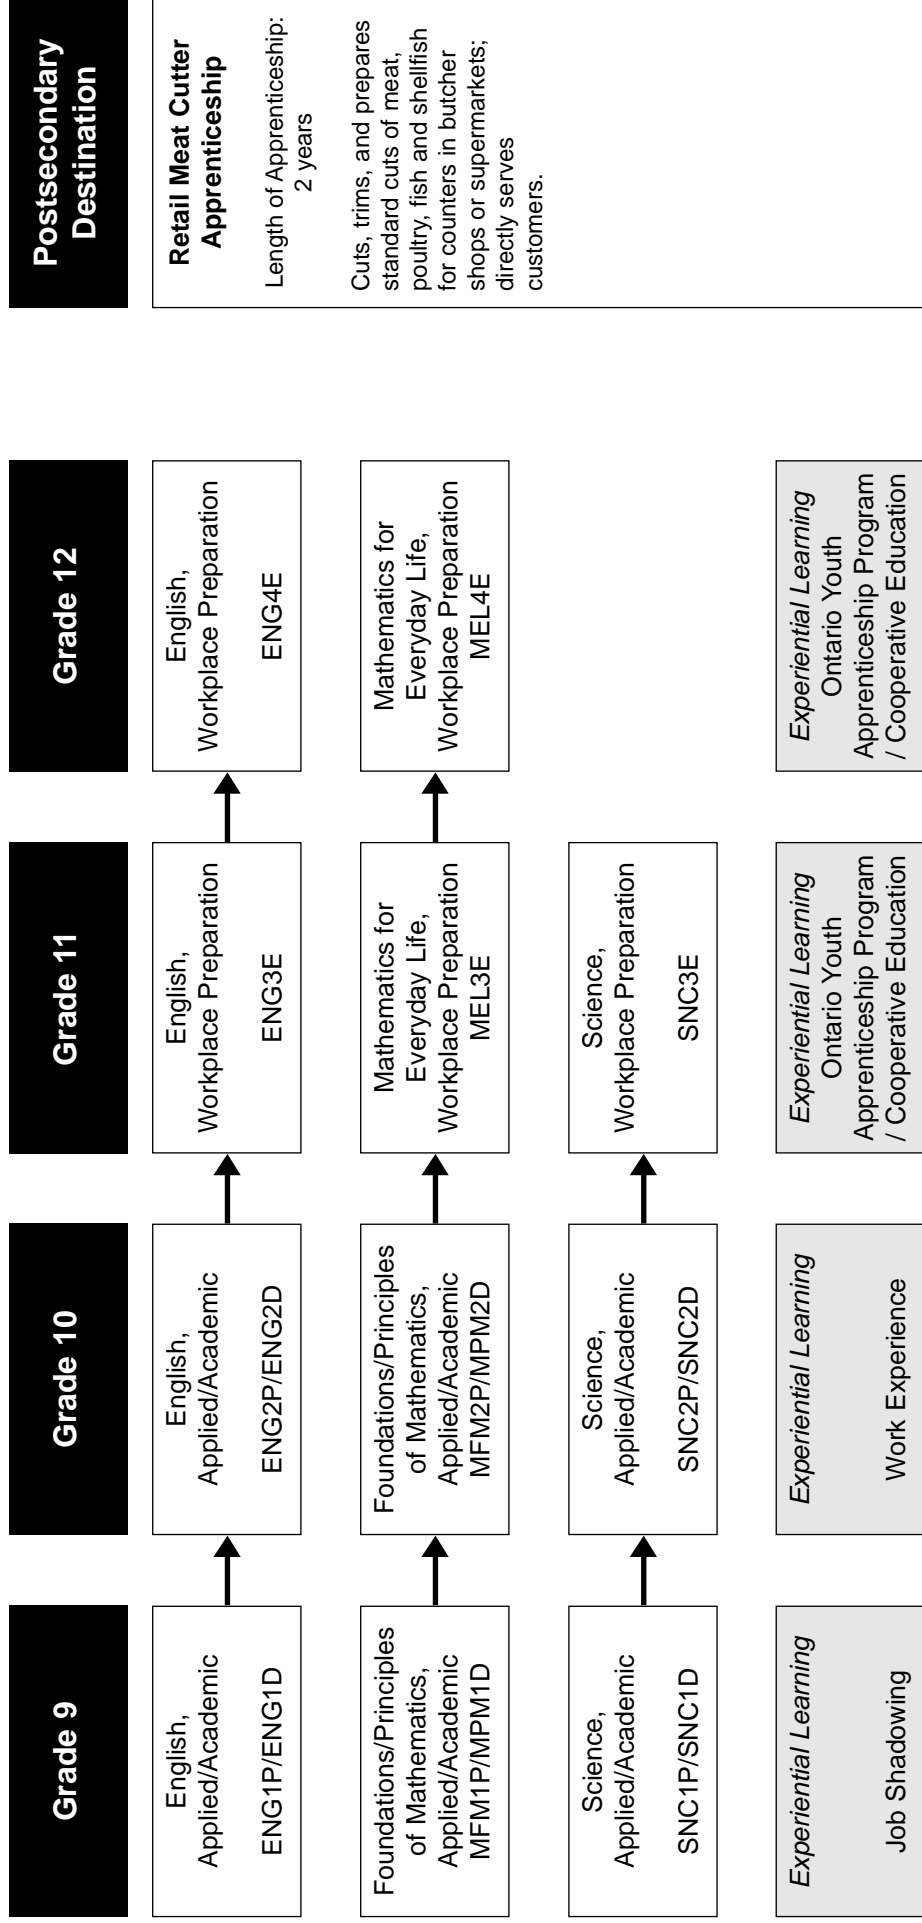 Grade 9
Grade 10
Grade 11
Grade 12
Postsecondary
Destination
English,
Applied/Academic
ENG1P/ENG1D
English,
Applied/Academic
ENG2P/ENG2D
English,
Workplace Preparation
ENG3E
English,
Workplace Preparation
ENG4E
Retail Meat Cutter
Apprenticeship
Length of Apprenticeship:
2 years
Cuts, trims, and prepares
standard cuts of meat,
poultry, fish and shellfish
for counters in butcher
shops or supermarkets;
directly serves
customers.
Foundations/Principles
of Mathematics,
Applied/Academic
MFM1P/MPM1D
Foundations/Principles
of Mathematics,
Applied/Academic
MFM2P/MPM2D
Mathematics for
Everyday Life,
Workplace Preparation
MEL3E
Mathematics for
Everyday Life,
Workplace Preparation
MEL4E
Science,
Applied/Academic
SNC1P/SNC1D
Science,
Applied/Academic
SNC2P/SNC2D
Science,
Workplace Preparation
SNC3E
Experiential Learning
Job Shadowing
Experiential Learning
Work Experience
Experiential Learning
Ontario Youth
Apprenticeship Program
/ Cooperative Education
Experiential Learning
Ontario Youth
Apprenticeship Program
/ Cooperative Education